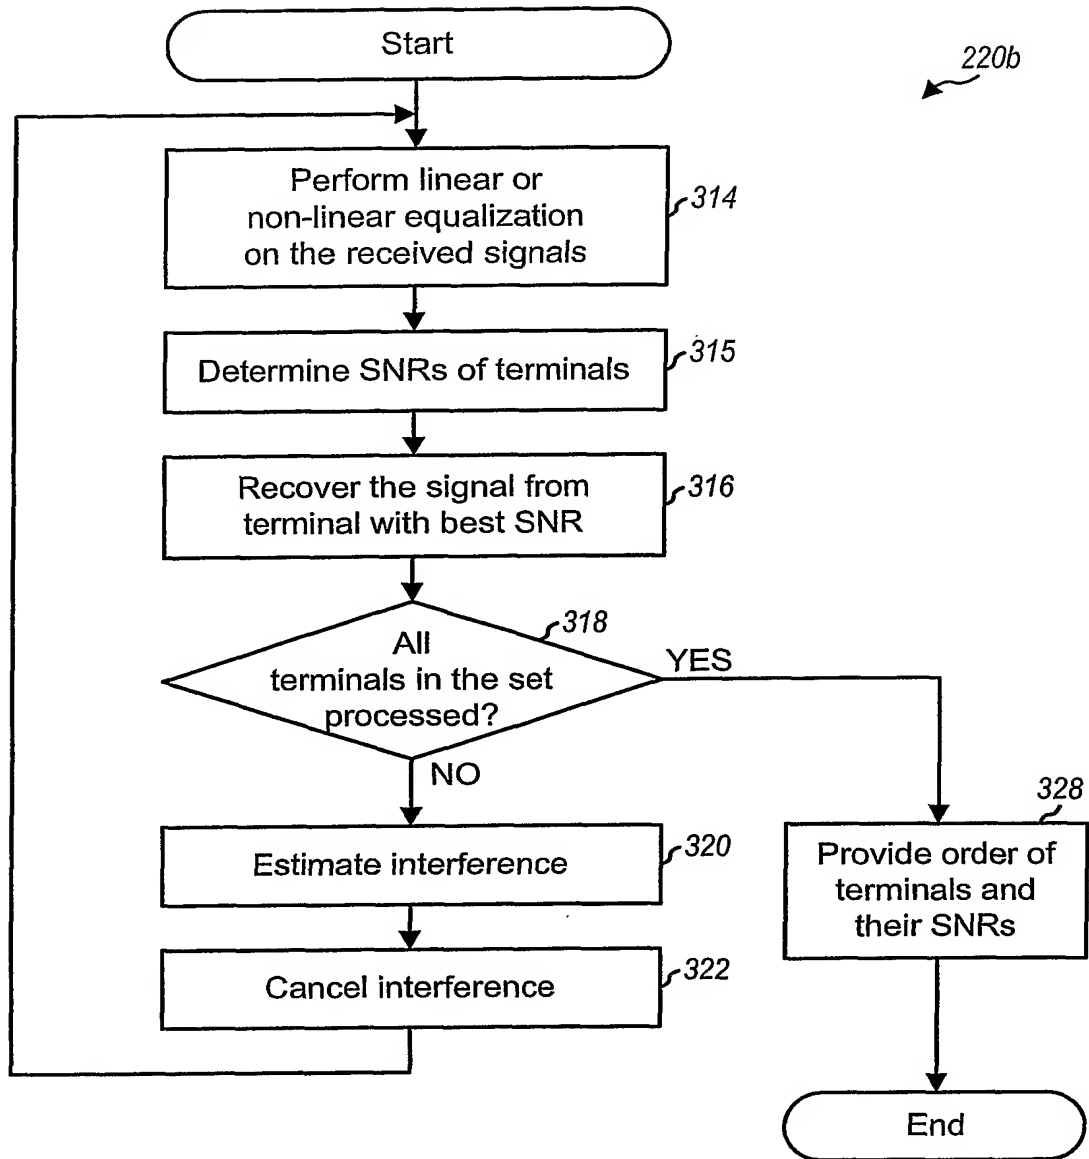 Start
220b
Perform linear or
non-linear equalization
on the received signals
314
Determine SNRs of terminals
315
Recover the signal from
terminal with best SNR
316
All
terminals in the set
processed?
318
YES
NO
Estimate interference
320
Cancel interference
322
328
Provide order of
terminals and
their SNRs
End